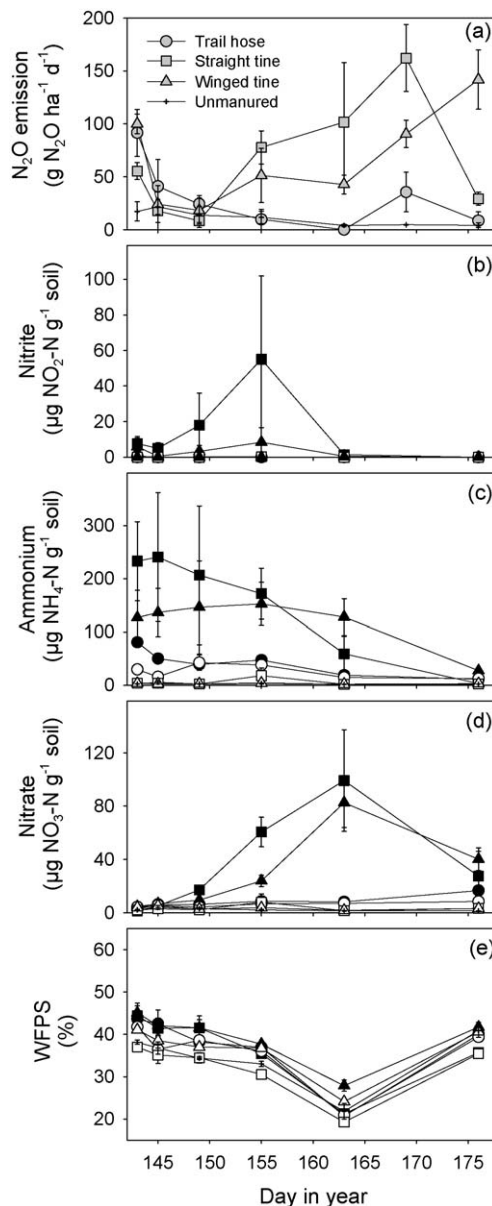 (a)
N₂O emission
(g N₂O ha⁻¹ d⁻¹)
200
150
100
50
0
Trail hose
Straight tine
Winged tine
Unmanured
(b)
Nitrite
(µg NO₂-N g⁻¹ soil)
100
80
60
40
20
0
(c)
Ammonium
(µg NH₄-N g⁻¹ soil)
300
200
100
0
(d)
Nitrate
(µg NO₃-N g⁻¹ soil)
120
80
40
0
(e)
WFPS
(%)
60
50
40
30
20
145 150 155 160 165 170 175
Day in year